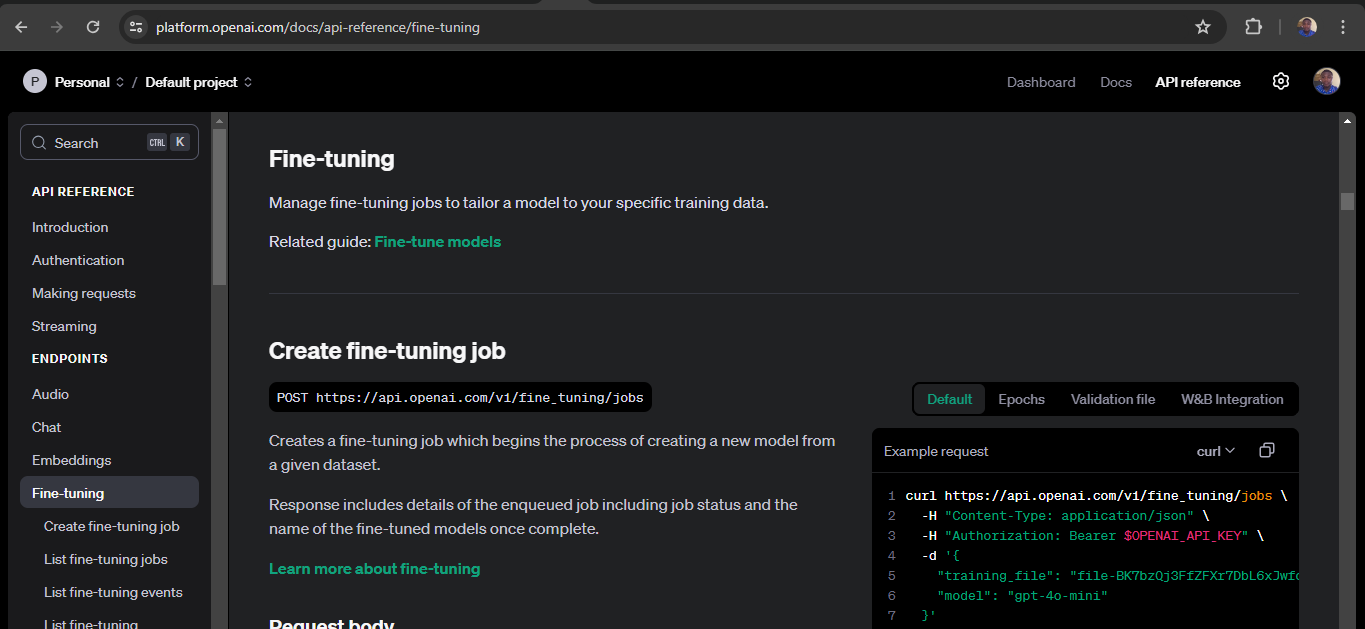 platform.openai.com/docs/api-reference/fine-tuning
P Personal / Default project
Dashboard Docs API reference
Search CTRL K
API REFERENCE
Introduction
Authentication
Making requests
Streaming
ENDPOINTS
Audio
Chat
Embeddings
Fine-tuning
Create fine-tuning job
List fine-tuning jobs
List fine-tuning events
List fine-tuning
Fine-tuning
Manage fine-tuning jobs to tailor a model to your specific training data.
Related guide: Fine-tune models
Create fine-tuning job
POST https://api.openai.com/v1/fine_tuning/jobs
Creates a fine-tuning job which begins the process of creating a new model from
a given dataset.
Response includes details of the enqueued job including job status and the
name of the fine-tuned models once complete.
Learn more about fine-tuning
Request body
Default Epochs Validation file W&B Integration
Example request curl
1 curl https://api.openai.com/v1/fine_tuning/jobs \
2 -H "Content-Type: application/json" \
3 -H "Authorization: Bearer $OPENAI_API_KEY" \
4 -d '{
5 "training_file": "file-BK7bzQj3FfZFXr7DbL6xJwfo
6 "model": "gpt-4o-mini"
7 }'